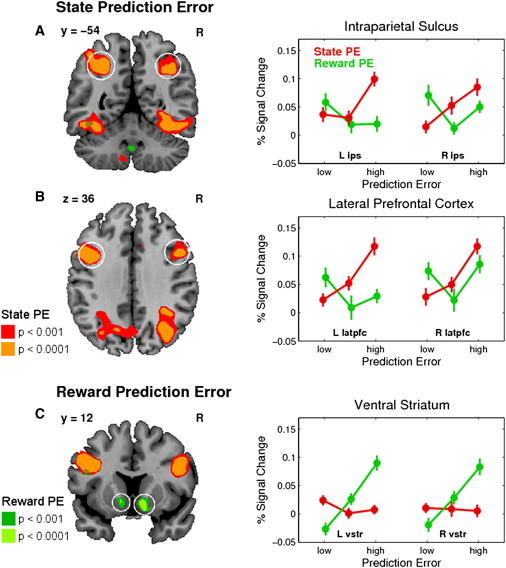 State Prediction Error
A y = −54 R
Intraparietal Sulcus
State PE
Reward PE
% Signal Change
0.15
0.1
0.05
0
−0.05
L ips R ips
low high low high
Prediction Error
B z = 36 R
State PE
p < 0.001
p < 0.0001
Lateral Prefrontal Cortex
% Signal Change
0.15
0.1
0.05
0
−0.05
L latpfc R latpfc
low high low high
Prediction Error
Reward Prediction Error
C y = 12 R
Reward PE
p < 0.001
p < 0.0001
Ventral Striatum
% Signal Change
0.15
0.1
0.05
0
−0.05
L vstr R vstr
low high low high
Prediction Error